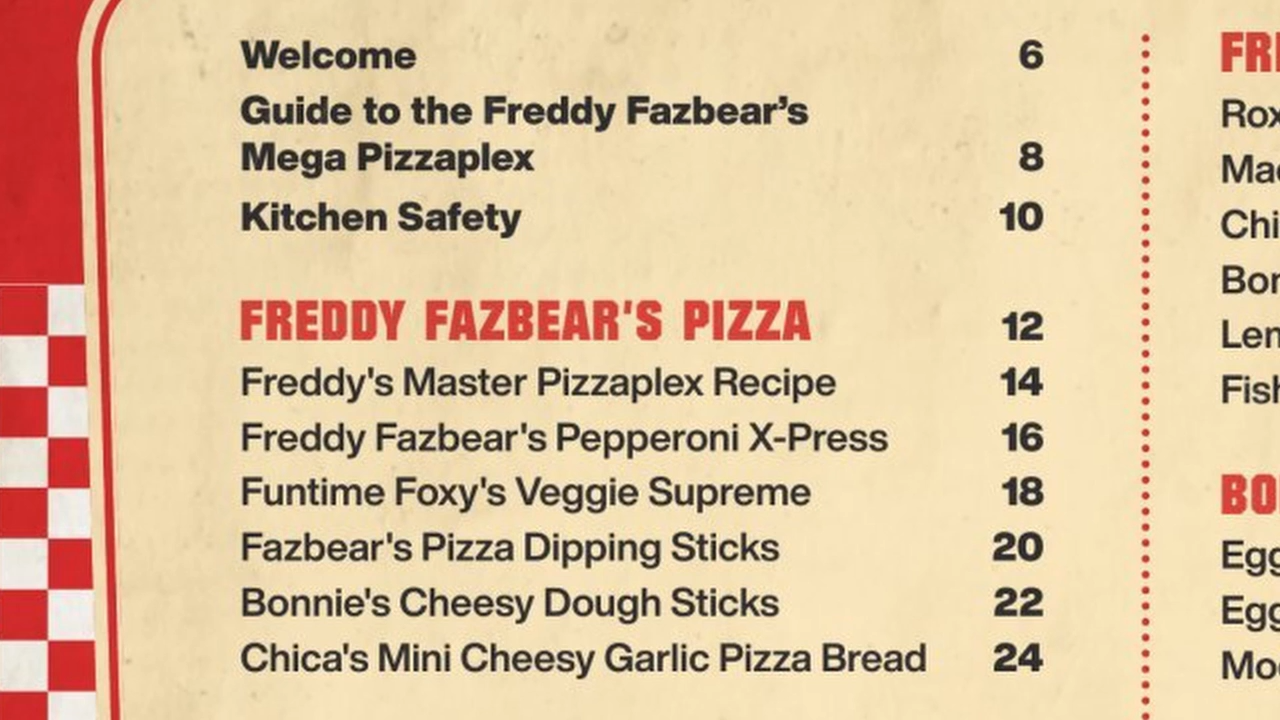 Welcome 6
Guide to the Freddy Fazbear’s
Mega Pizzaplex 8
Kitchen Safety 10
FREDDY FAZBEAR'S PIZZA 12
Freddy's Master Pizzaplex Recipe 14
Freddy Fazbear's Pepperoni X-Press 16
Funtime Foxy's Veggie Supreme 18
Fazbear's Pizza Dipping Sticks 20
Bonnie's Cheesy Dough Sticks 22
Chica's Mini Cheesy Garlic Pizza Bread 24